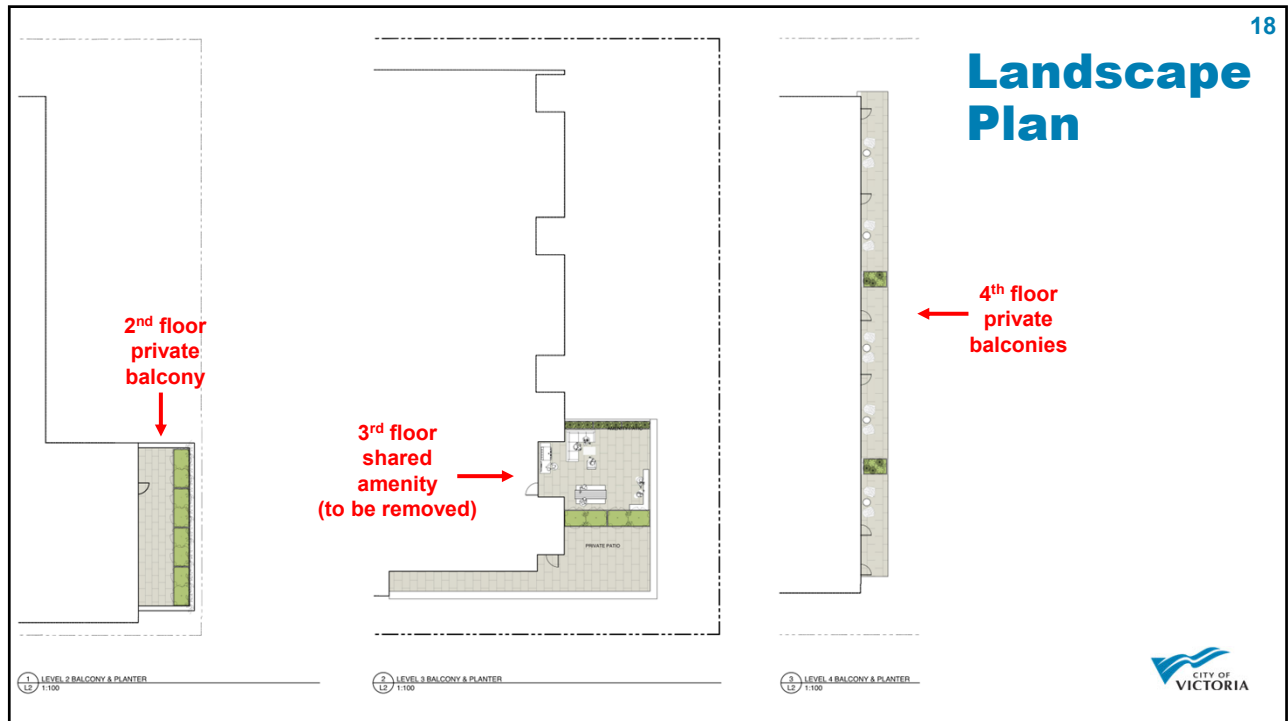 18
Landscape
Plan
2nd floor
private
balcony
3rd floor
shared
amenity
(to be removed)
4th floor
private
balconies
PRIVATE PATIO
1
L2
LEVEL 2 BALCONY & PLANTER
1:100
2
L2
LEVEL 3 BALCONY & PLANTER
1:100
3
L2
LEVEL 4 BALCONY & PLANTER
1:100
CITY OF
VICTORIA